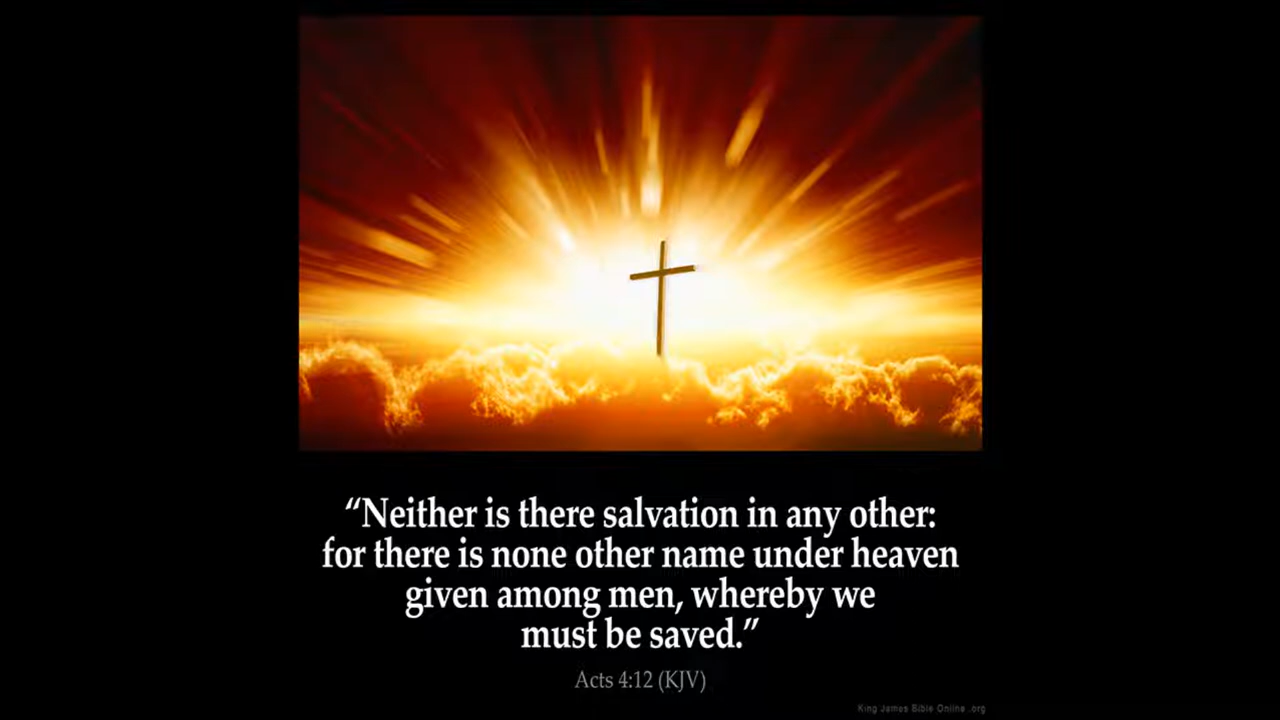 “Neither is there salvation in any other:
for there is none other name under heaven
given among men, whereby we
must be saved.”
Acts 4:12 (KJV)
King James Bible Online .org